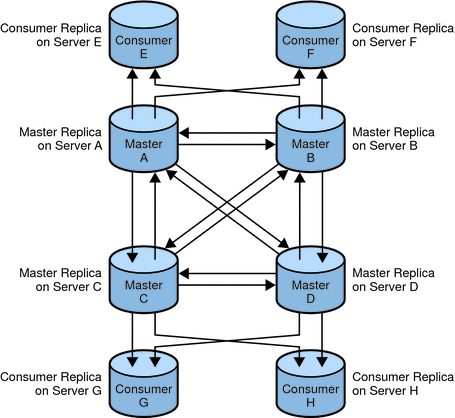 Consumer Replica
on Server E
Consumer
E
Consumer
F
Consumer Replica
on Server F
Master Replica
on Server A
Master
A
Master
B
Master Replica
on Server B
Master Replica
on Server C
Master
C
Master
D
Master Replica
on Server D
Consumer Replica
on Server G
Consumer
G
Consumer
H
Consumer Replica
on Server H